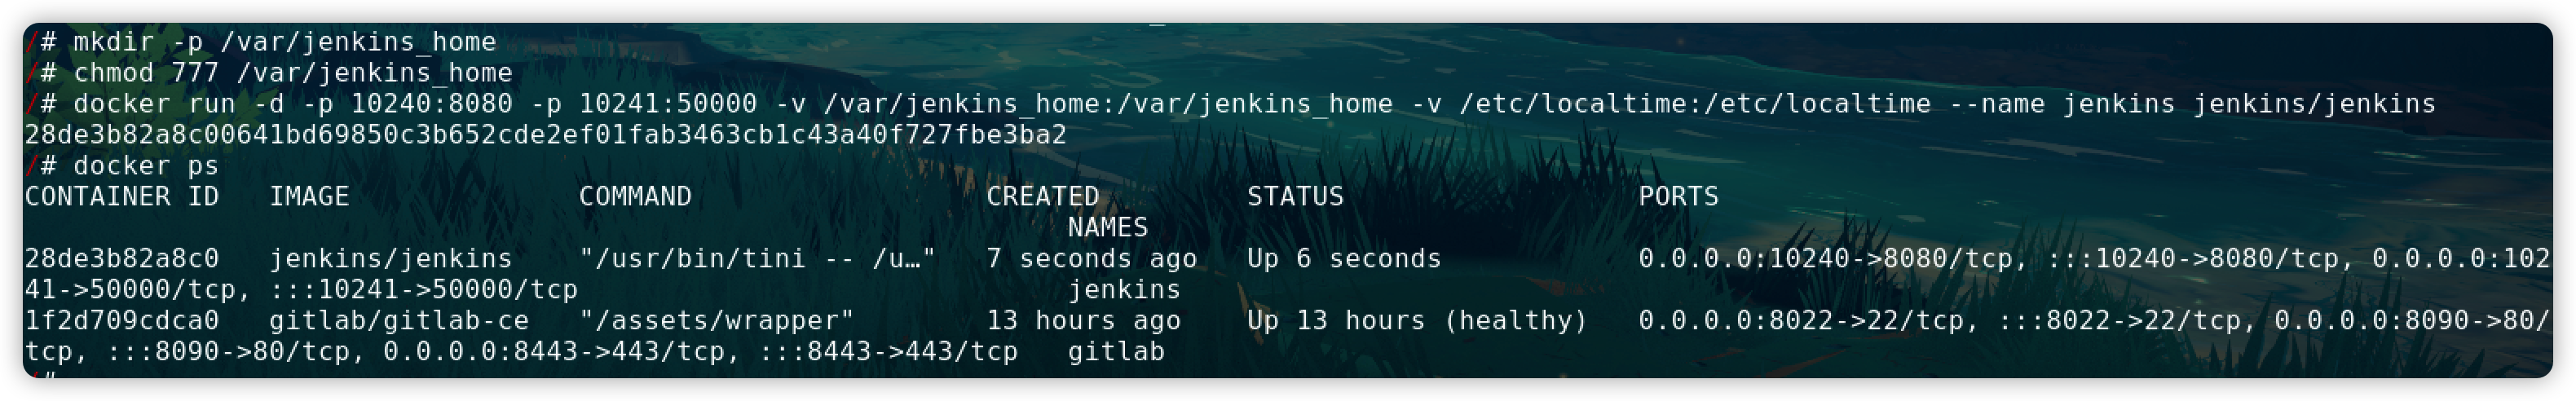 /# mkdir -p /var/jenkins_home
/# chmod 777 /var/jenkins_home
/# docker run -d -p 10240:8080 -p 10241:50000 -v /var/jenkins_home:/var/jenkins_home -v /etc/localtime:/etc/localtime --name jenkins jenkins/jenkins
28de3b82a8c00641bd69850c3b652cde2ef01fab3463cb1c43a40f727fbe3ba2
/# docker ps
CONTAINER ID   IMAGE              COMMAND                  CREATED         STATUS                  PORTS
NAMES
28de3b82a8c0   jenkins/jenkins    "/usr/bin/tini -- /u…"   7 seconds ago   Up 6 seconds            0.0.0.0:10240->8080/tcp, :::10240->8080/tcp, 0.0.0.0:102
41->50000/tcp, :::10241->50000/tcp                              jenkins
1f2d709cdca0   gitlab/gitlab-ce   "/assets/wrapper"        13 hours ago    Up 13 hours (healthy)   0.0.0.0:8022->22/tcp, :::8022->22/tcp, 0.0.0.0:8090->80/
tcp, :::8090->80/tcp, 0.0.0.0:8443->443/tcp, :::8443->443/tcp   gitlab